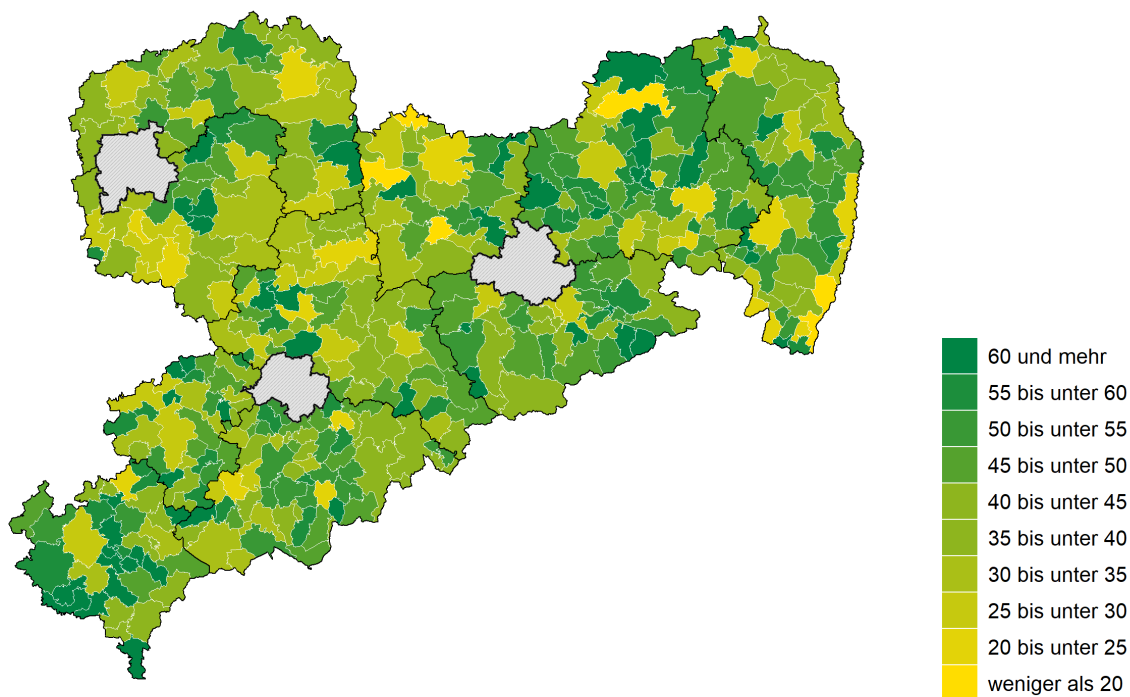 60 und mehr
55 bis unter 60
50 bis unter 55
45 bis unter 50
40 bis unter 45
35 bis unter 40
30 bis unter 35
25 bis unter 30
20 bis unter 25
weniger als 20